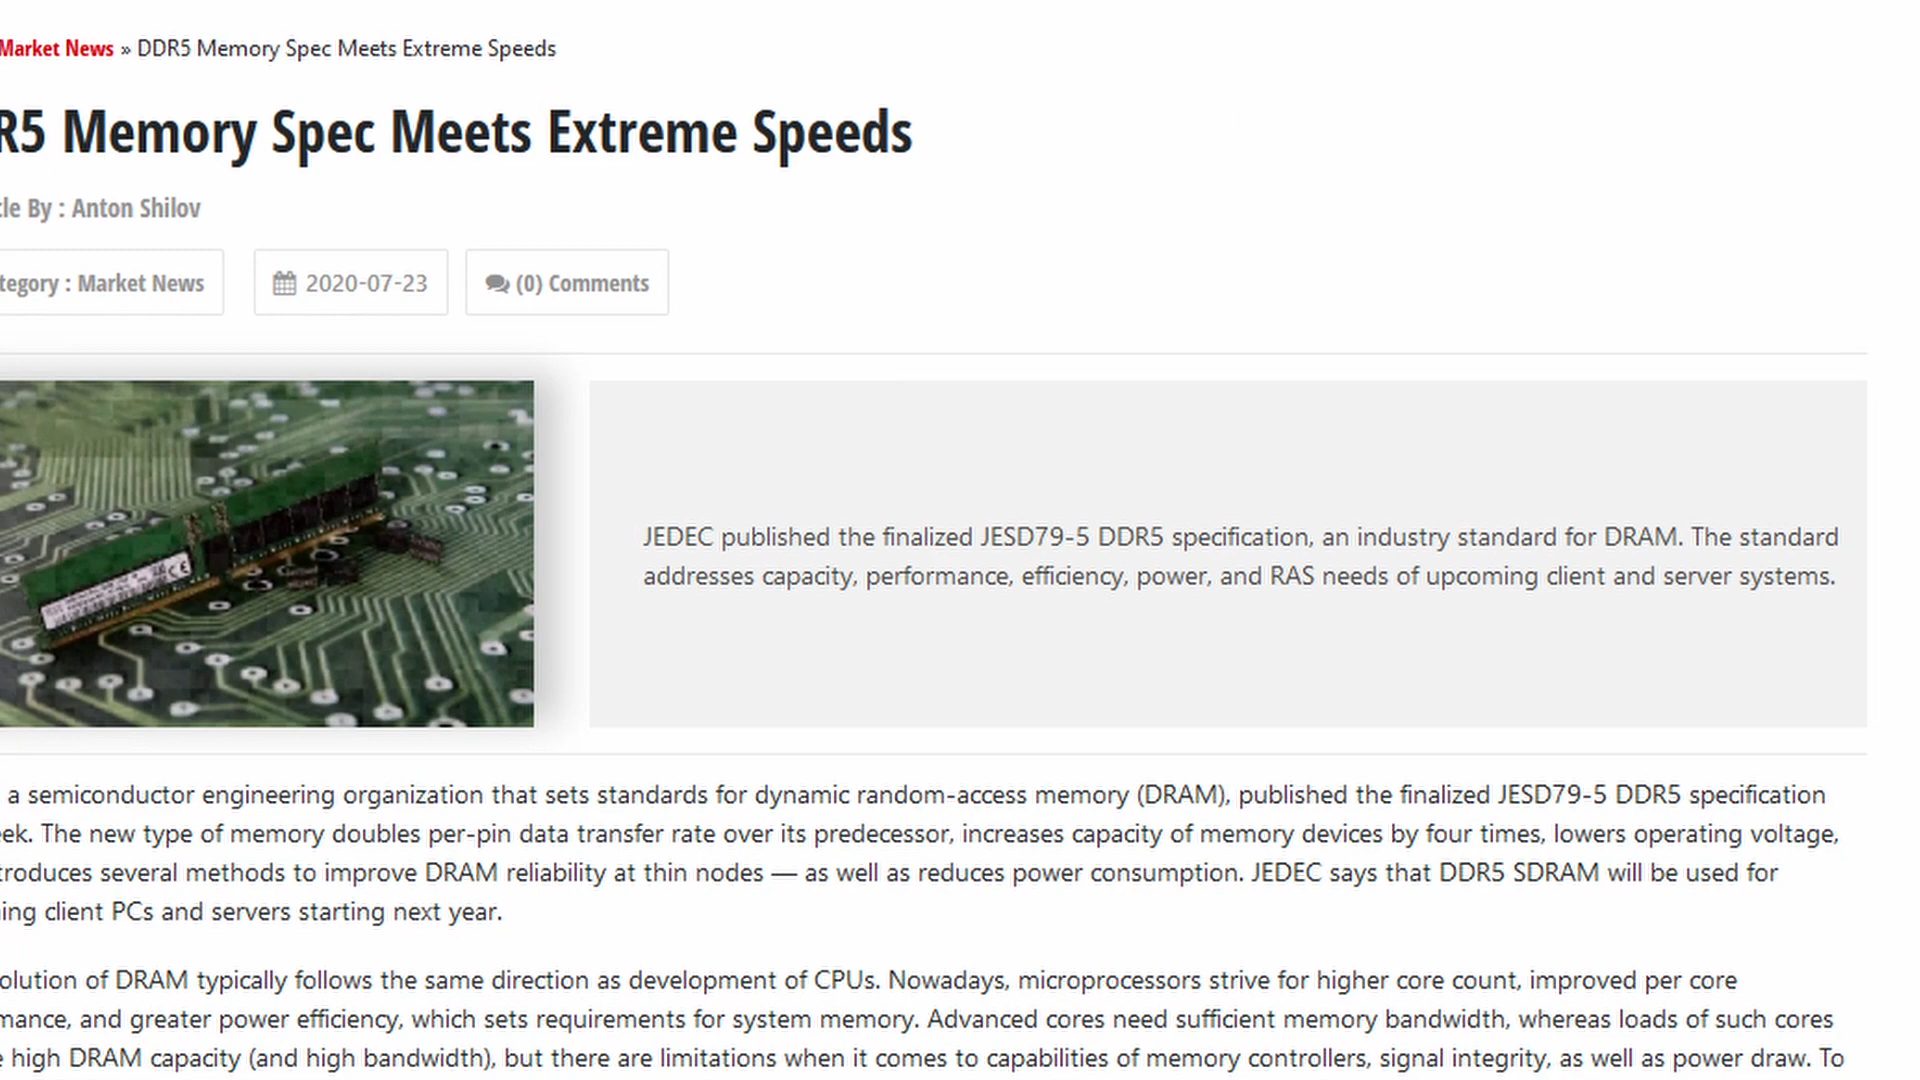 Market News » DDR5 Memory Spec Meets Extreme Speeds
R5 Memory Spec Meets Extreme Speeds
cle By : Anton Shilov
tegory : Market News
2020-07-23
(0) Comments
JEDEC published the finalized JESD79-5 DDR5 specification, an industry standard for DRAM. The standard
addresses capacity, performance, efficiency, power, and RAS needs of upcoming client and server systems.
a semiconductor engineering organization that sets standards for dynamic random-access memory (DRAM), published the finalized JESD79-5 DDR5 specification
eek. The new type of memory doubles per-pin data transfer rate over its predecessor, increases capacity of memory devices by four times, lowers operating voltage,
troduces several methods to improve DRAM reliability at thin nodes — as well as reduces power consumption. JEDEC says that DDR5 SDRAM will be used for
ing client PCs and servers starting next year.
olution of DRAM typically follows the same direction as development of CPUs. Nowadays, microprocessors strive for higher core count, improved per core
mance, and greater power efficiency, which sets requirements for system memory. Advanced cores need sufficient memory bandwidth, whereas loads of such cores
e high DRAM capacity (and high bandwidth), but there are limitations when it comes to capabilities of memory controllers, signal integrity, as well as power draw. To